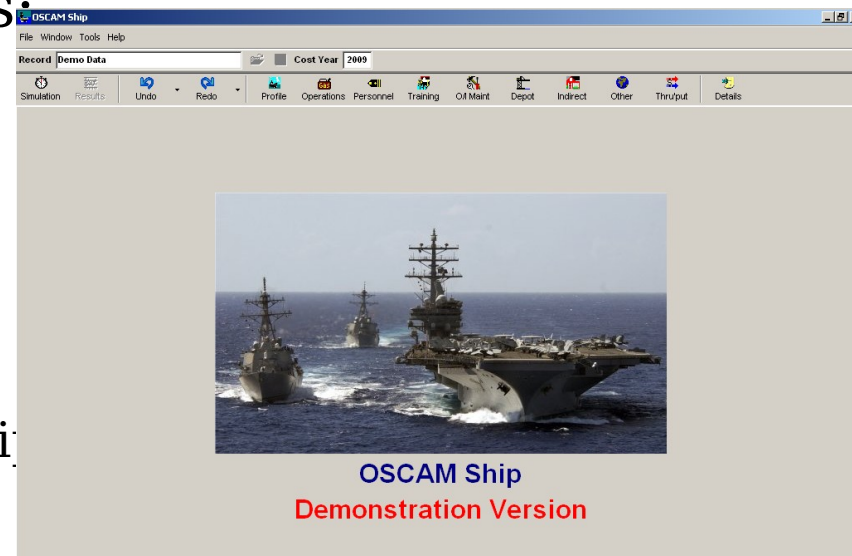 s:
OSCAM Ship
File Window Tools Help
Record Demo Data Cost Year 2009
Simulation Results Undo Redo Profile Operations Personnel Training O/I Maint Depot Indirect Other Thru'put Details
OSCAM Ship
Demonstration Version